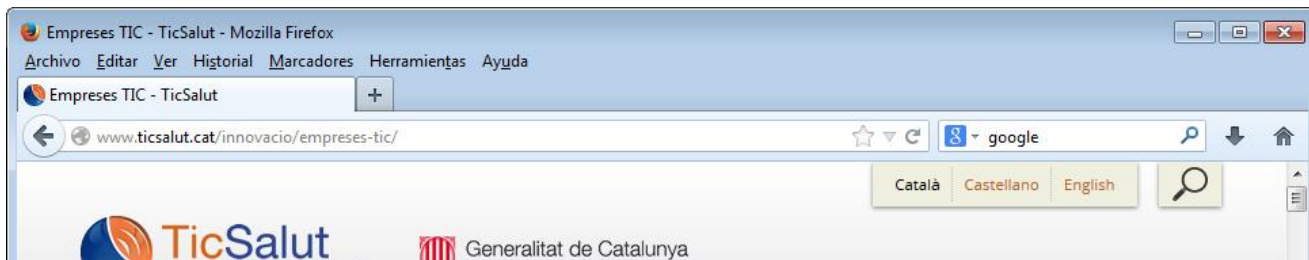 Empreses TIC - TicSalut - Mozilla Firefox
Archivo Editar Ver Historial Marcadores Herramientas Ayuda
Empreses TIC - TicSalut
www.ticsalut.cat/innovacio/empreses-tic/ google
Català Castellano English
TicSalut Generalitat de Catalunya